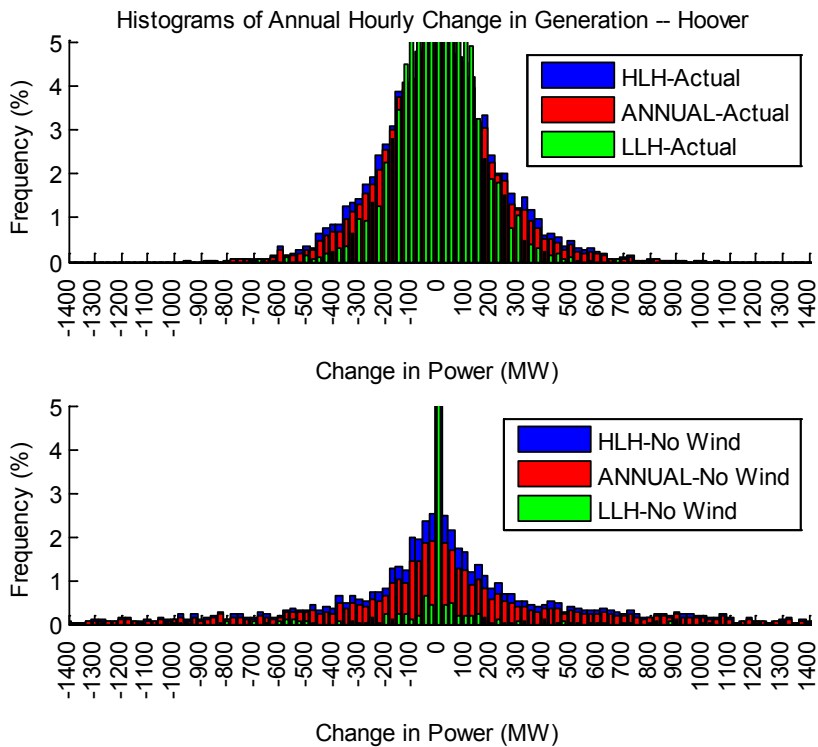 Histograms of Annual Hourly Change in Generation -- Hoover
5
4
3
2
1
0
Frequency (%)
HLH-Actual
ANNUAL-Actual
LLH-Actual
-1400 -1300 -1200 -1100 -1000 -900 -800 -700 -600 -500 -400 -300 -200 -100 0 100 200 300 400 500 600 700 800 900 1000 1100 1200 1300 1400
Change in Power (MW)
5
4
3
2
1
0
Frequency (%)
HLH-No Wind
ANNUAL-No Wind
LLH-No Wind
-1400 -1300 -1200 -1100 -1000 -900 -800 -700 -600 -500 -400 -300 -200 -100 0 100 200 300 400 500 600 700 800 900 1000 1100 1200 1300 1400
Change in Power (MW)